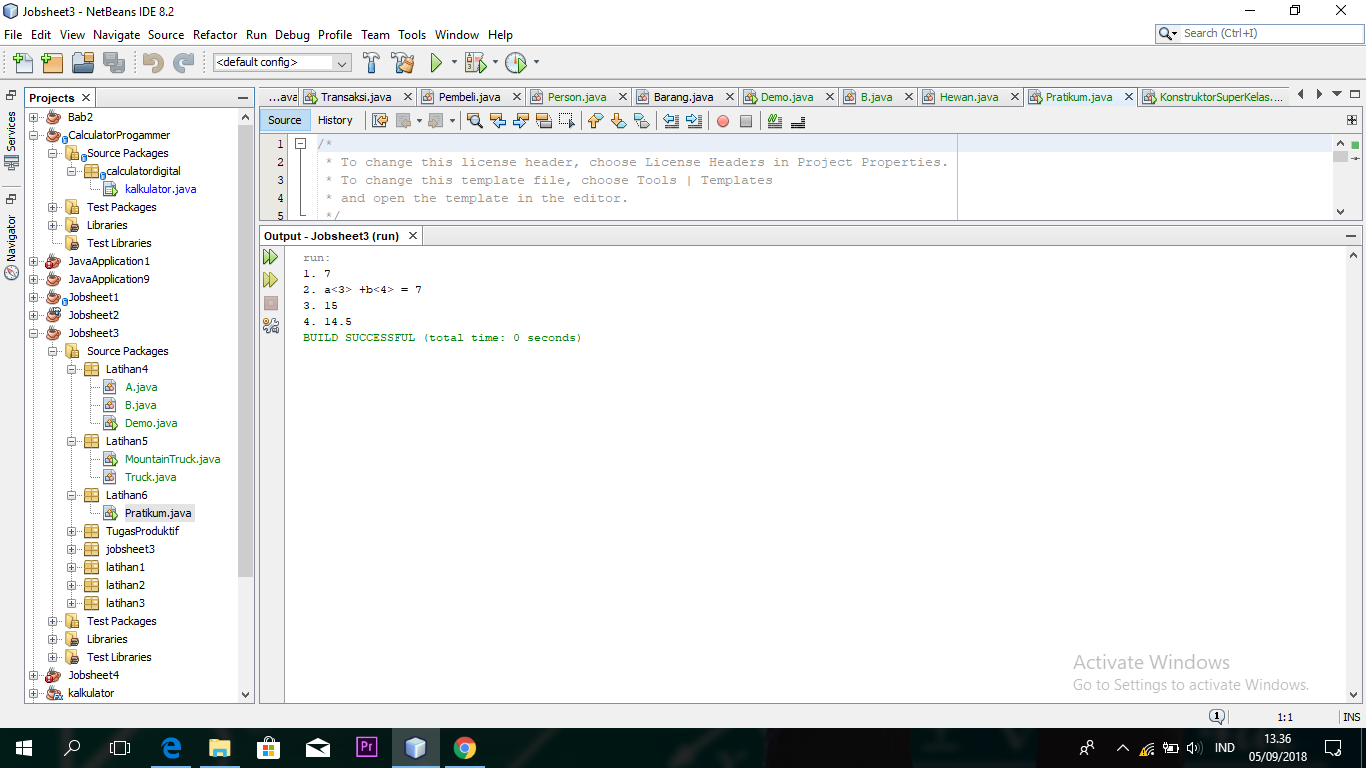 Jobsheet3 - NetBeans IDE 8.2
File Edit View Navigate Source Refactor Run Debug Profile Team Tools Window Help
Search (Ctrl+I)
<default config>
Services
Navigator
Projects
Bab2
CalculatorProgammer
Source Packages
calculatordigital
kalkulator.java
Test Packages
Libraries
Test Libraries
JavaApplication1
JavaApplication9
Jobsheet1
Jobsheet2
Jobsheet3
Source Packages
Latihan4
A.java
B.java
Demo.java
Latihan5
MountainTruck.java
Truck.java
Latihan6
Pratikum.java
TugasProduktif
jobsheet3
latihan1
latihan2
latihan3
Test Packages
Libraries
Test Libraries
Jobsheet4
kalkulator
...ava Transaksi.java Pembeli.java Person.java Barang.java Demo.java B.java Hewan.java Pratikum.java KonstruktorSuperKelas....
Source History
1 /*
2 * To change this license header, choose License Headers in Project Properties.
3 * To change this template file, choose Tools | Templates
4 * and open the template in the editor.
5 */
Output - Jobsheet3 (run)
run:
1. 7
2. a<3> +b<4> = 7
3. 15
4. 14.5
BUILD SUCCESSFUL (total time: 0 seconds)
Activate Windows
Go to Settings to activate Windows.
1 1:1 INS
Pr
IND
13.36
05/09/2018